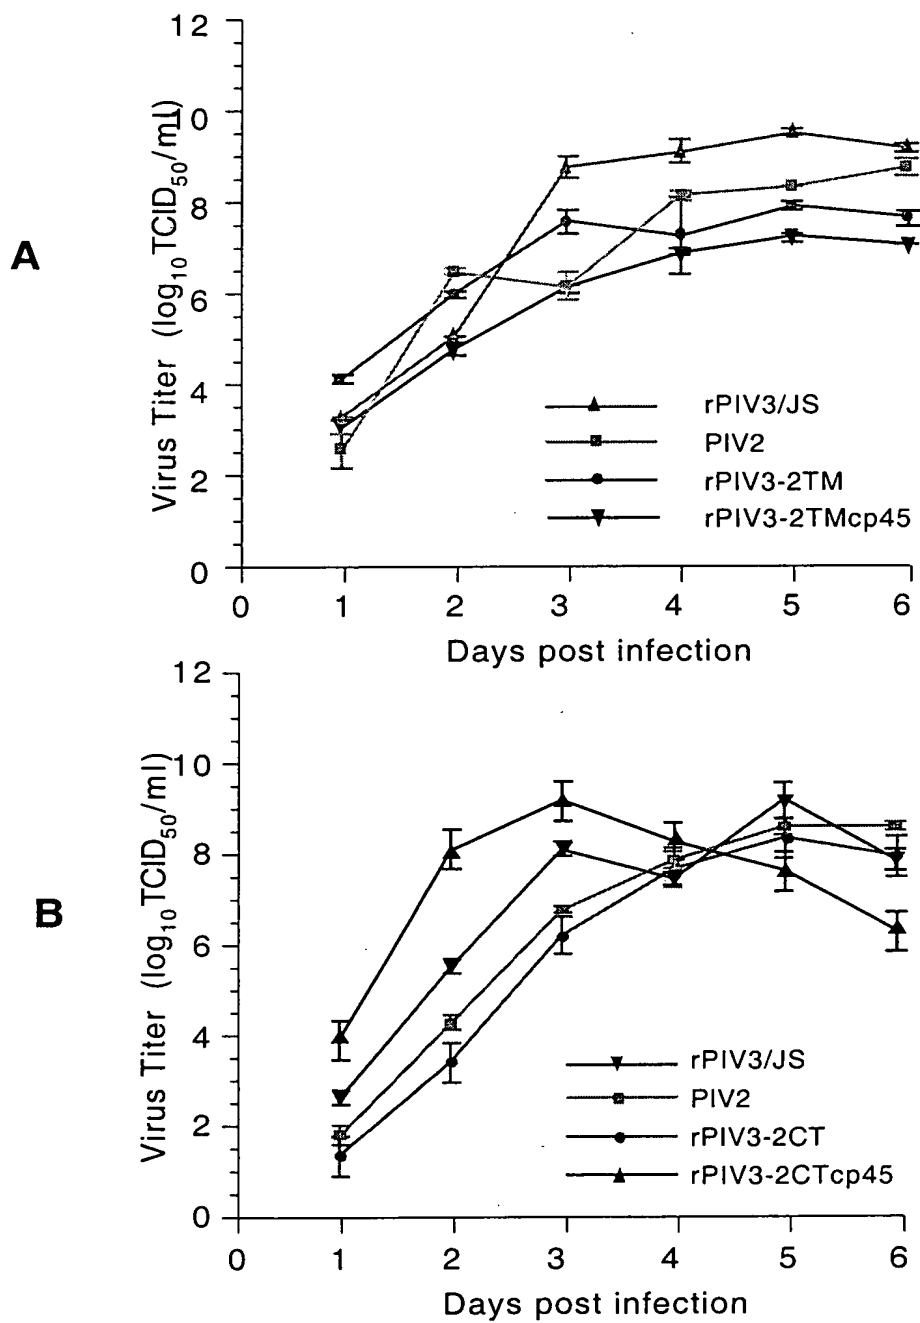 A
Virus Titer (log10TCID50/ml)
12
10
8
6
4
2
0
0 1 2 3 4 5 6
Days post infection
rPIV3/JS
PIV2
rPIV3-2TM
rPIV3-2TMcp45
B
Virus Titer (log10TCID50/ml)
12
10
8
6
4
2
0
0 1 2 3 4 5 6
Days post infection
rPIV3/JS
PIV2
rPIV3-2CT
rPIV3-2CTcp45